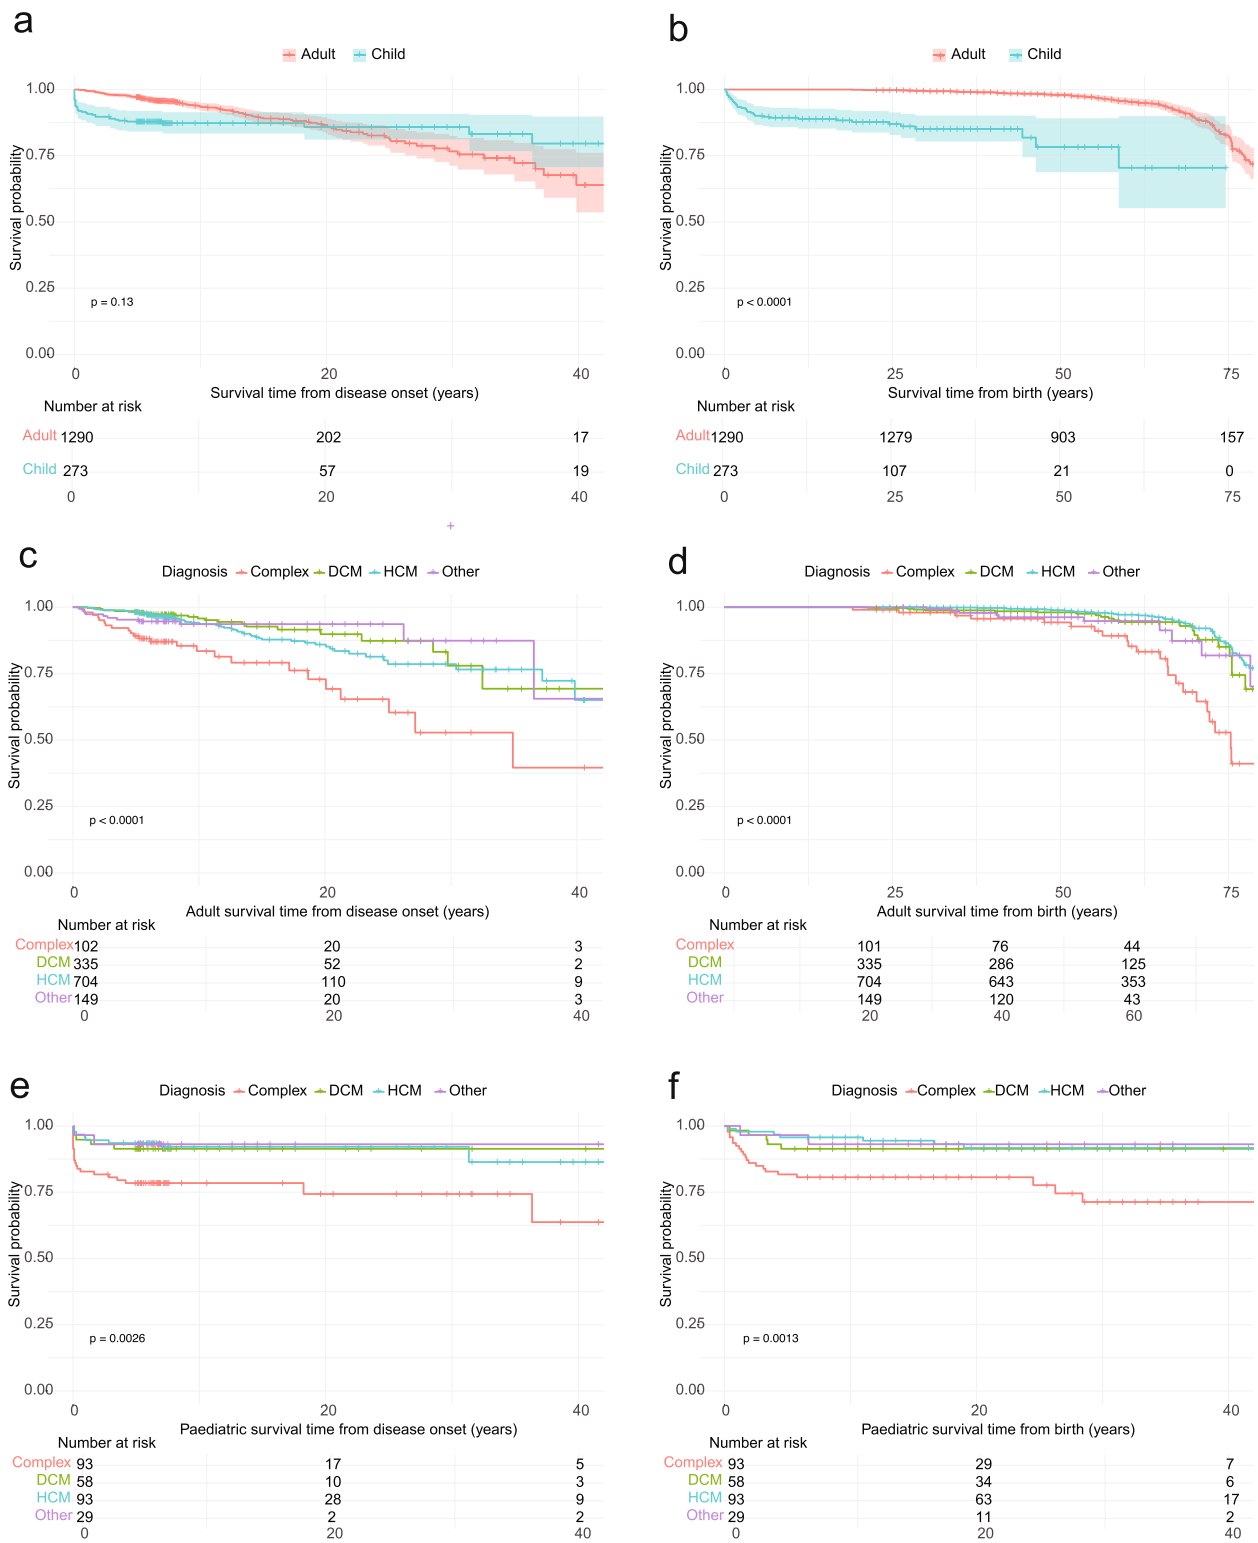 a
Adult Child
1.00
0.75
0.50
0.25
0.00
Survival probability
p = 0.13
0 20 40
Survival time from disease onset (years)
Number at risk
Adult 1290 202 17
Child 273 57 19
0 20 40
b
Adult Child
1.00
0.75
0.50
0.25
0.00
Survival probability
p < 0.0001
0 25 50 75
Survival time from birth (years)
Number at risk
Adult 1290 1279 903 157
Child 273 107 21 0
0 25 50 75
c
Diagnosis Complex DCM HCM Other
1.00
0.75
0.50
0.25
0.00
Survival probability
p < 0.0001
0 20 40
Adult survival time from disease onset (years)
Number at risk
Complex 102 20 3
DCM 335 52 2
HCM 704 110 9
Other 149 20 3
0 20 40
d
Diagnosis Complex DCM HCM Other
1.00
0.75
0.50
0.25
0.00
Survival probability
p < 0.0001
0 25 50 75
Adult survival time from birth (years)
Number at risk
Complex 101 76 44
DCM 335 286 125
HCM 704 643 353
Other 149 120 43
20 40 60
e
Diagnosis Complex DCM HCM Other
1.00
0.75
0.50
0.25
0.00
Survival probability
p = 0.0026
0 20 40
Paediatric survival time from disease onset (years)
Number at risk
Complex 93 17 5
DCM 58 10 3
HCM 93 28 9
Other 29 2 2
0 20 40
f
Diagnosis Complex DCM HCM Other
1.00
0.75
0.50
0.25
0.00
Survival probability
p = 0.0013
0 20 40
Paediatric survival time from birth (years)
Number at risk
Complex 93 29 7
DCM 58 34 6
HCM 93 63 17
Other 29 11 2
0 20 40